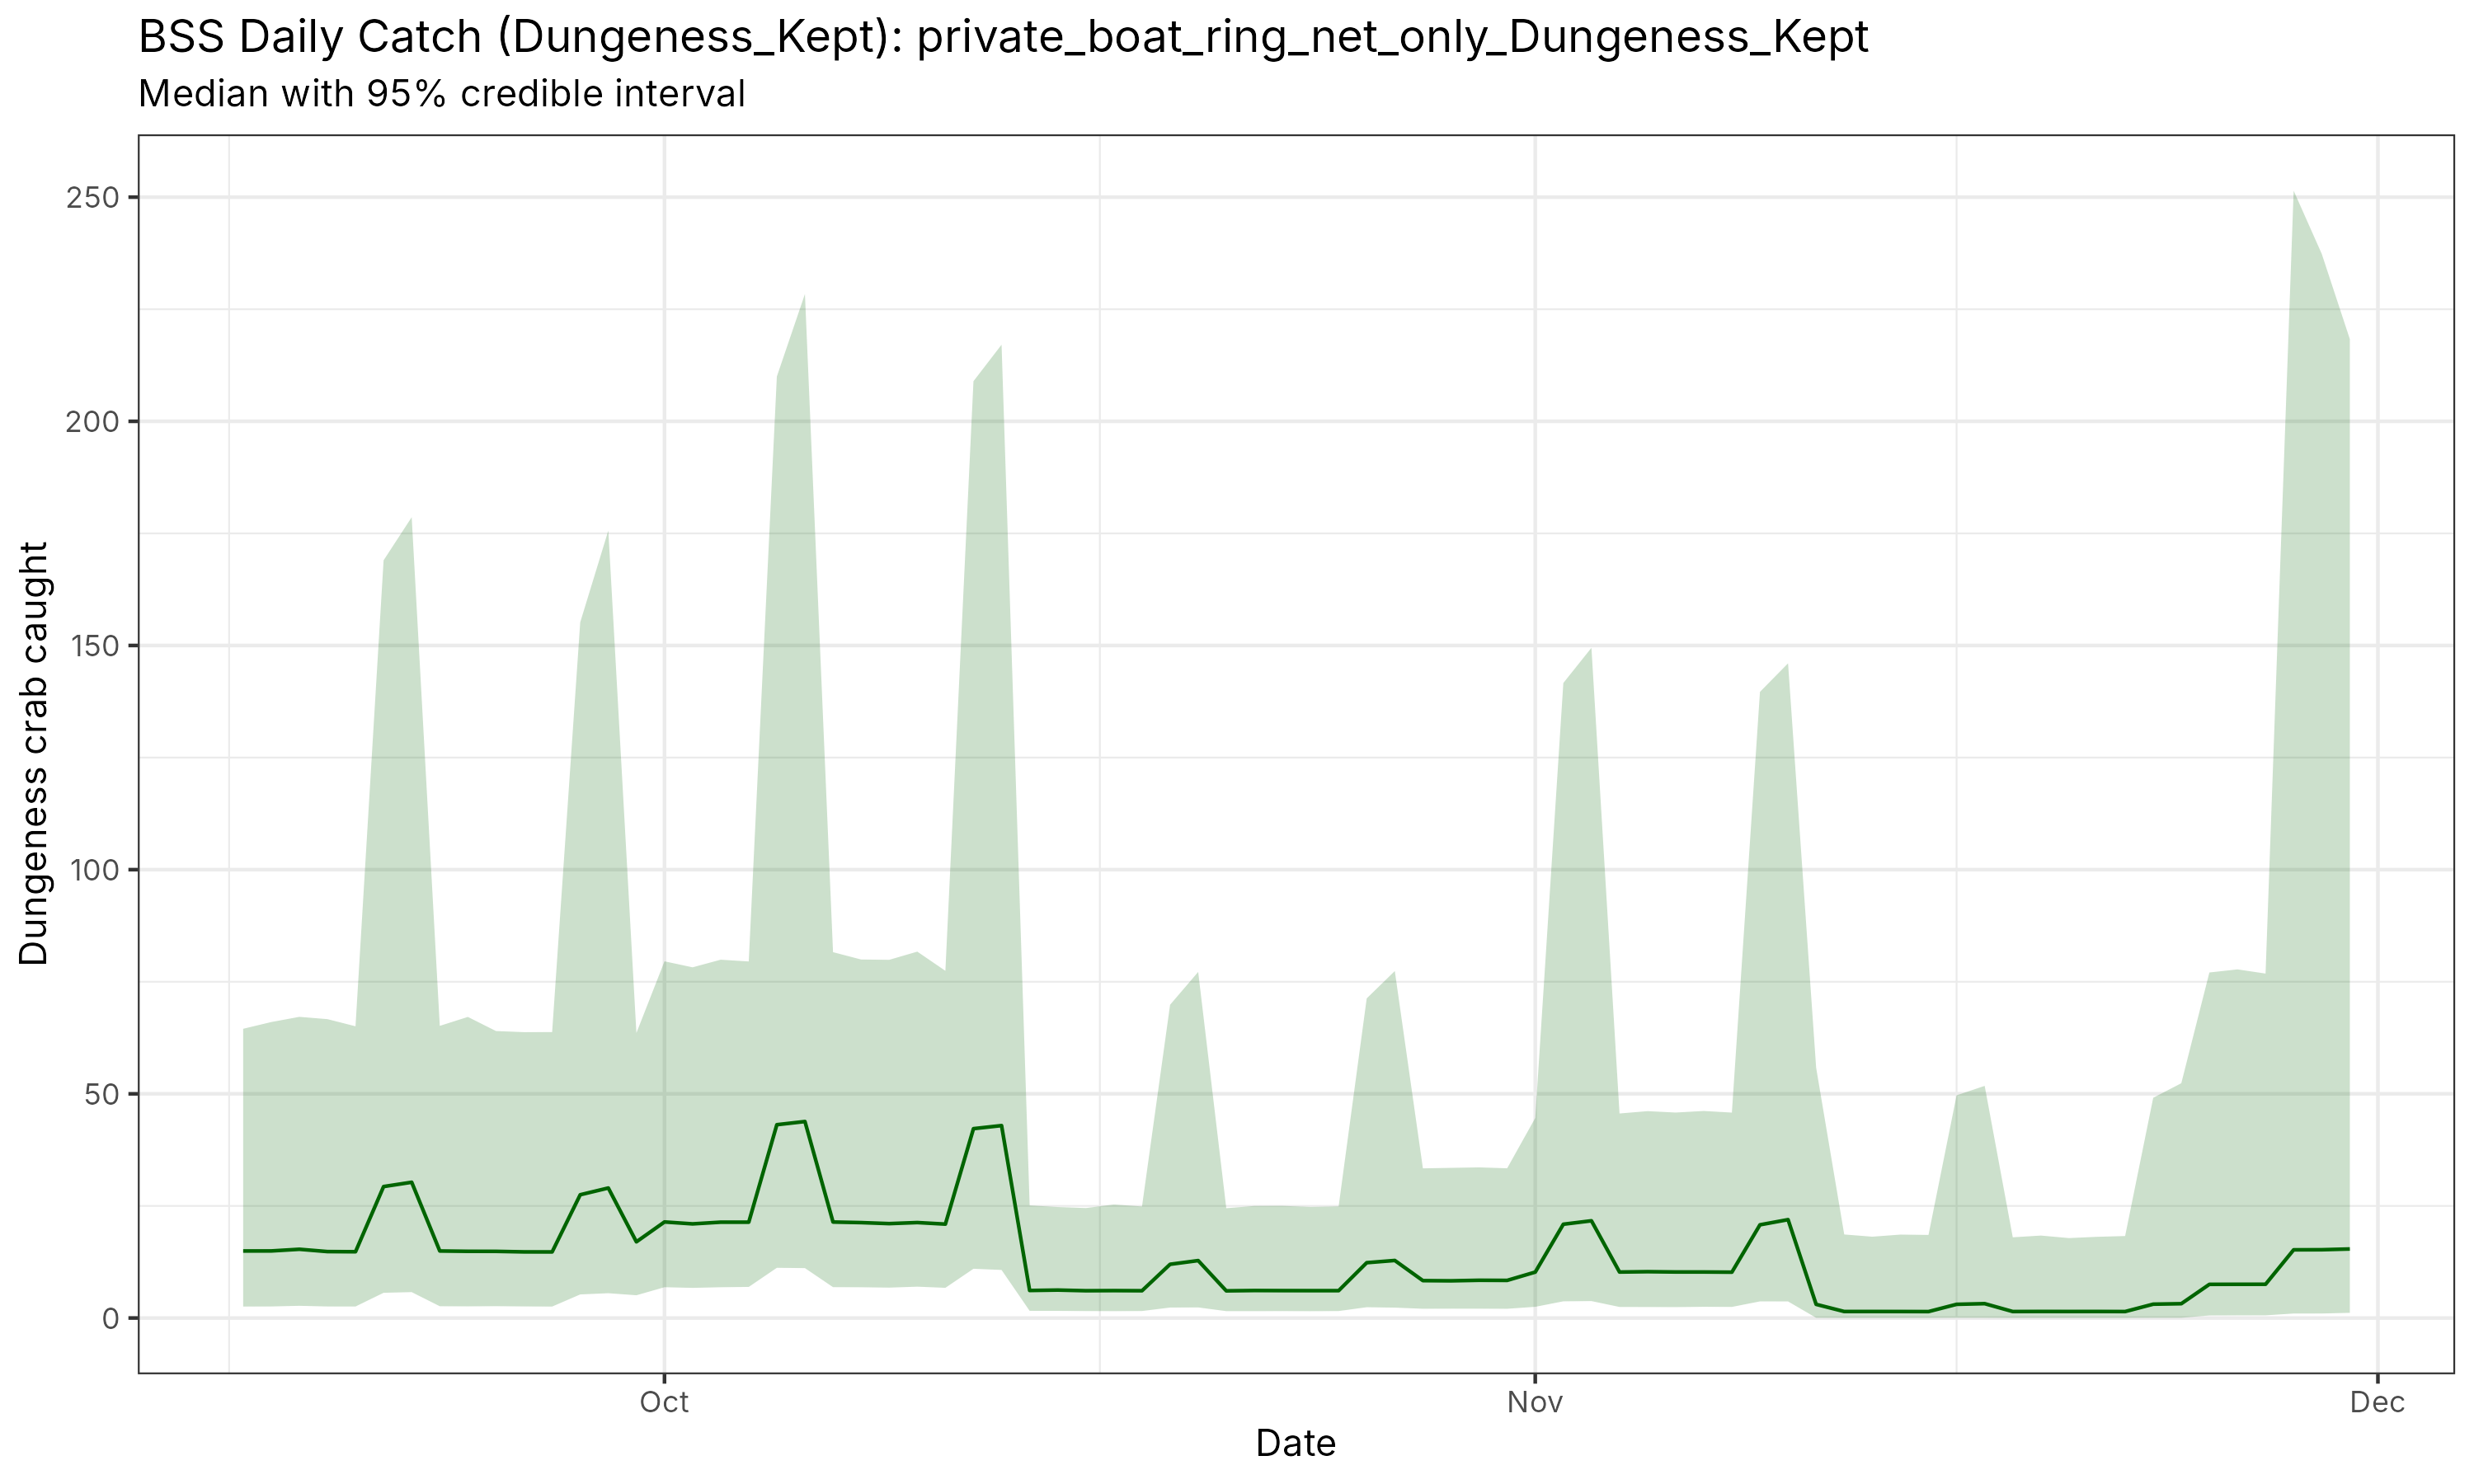 BSS Daily Catch (Dungeness_Kept): private_boat_ring_net_only_Dungeness_Kept
Median with 95% credible interval
Dungeness crab caught
250
200
150
100
50
0
Oct
Nov
Dec
Date